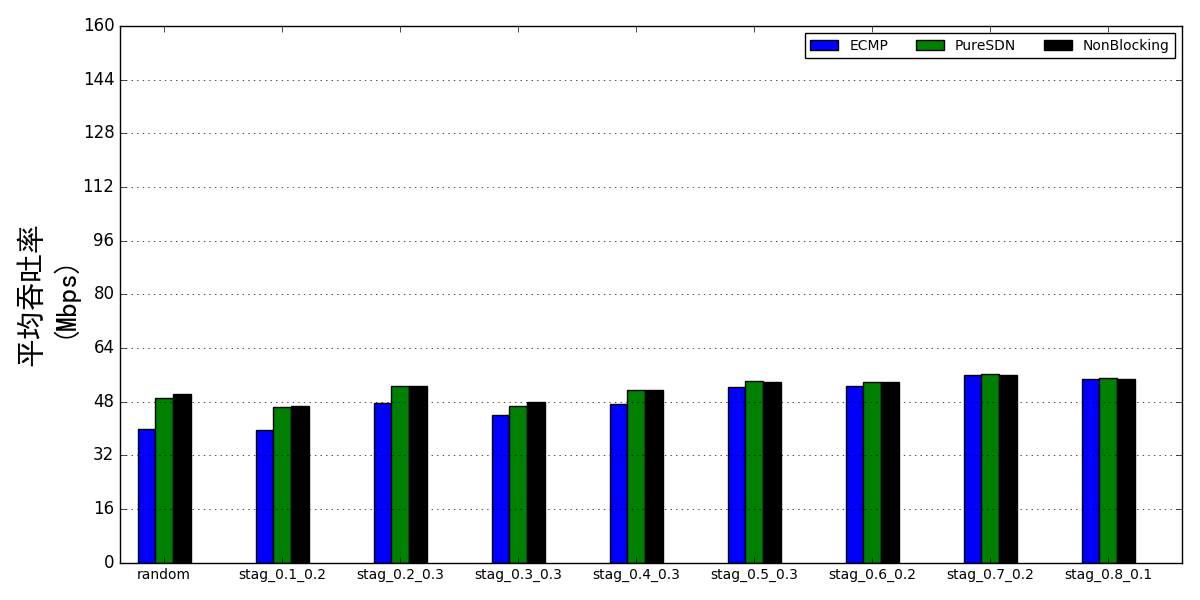 160
144
128
112
96
80
64
48
32
16
0
平均吞吐率
(Mbps)
ECMP PureSDN NonBlocking
random stag_0.1_0.2 stag_0.2_0.3 stag_0.3_0.3 stag_0.4_0.3 stag_0.5_0.3 stag_0.6_0.2 stag_0.7_0.2 stag_0.8_0.1